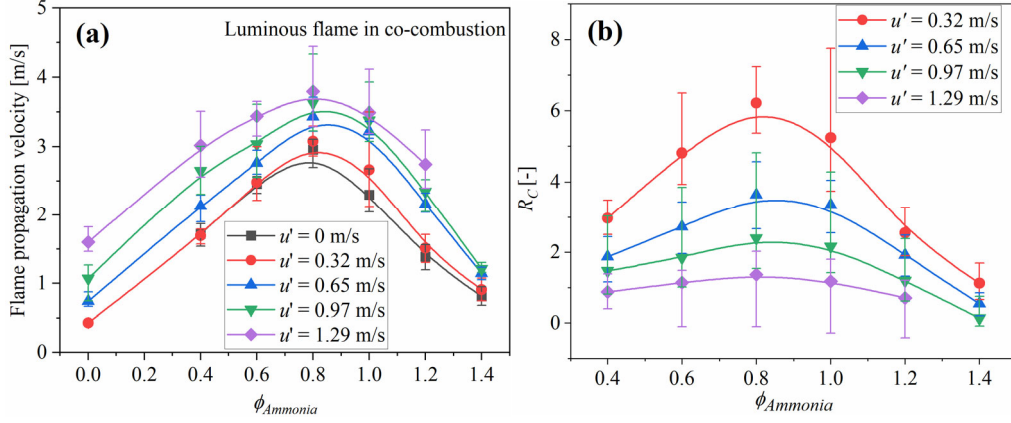 (a)
Luminous flame in co-combustion
Flame propagation velocity [m/s]
5
4
3
2
1
0
u' = 0 m/s
u' = 0.32 m/s
u' = 0.65 m/s
u' = 0.97 m/s
u' = 1.29 m/s
0.0 0.4 0.6 0.8 1.0 1.2 1.4
ϕAmmonia
(b)
u' = 0.32 m/s
u' = 0.65 m/s
u' = 0.97 m/s
u' = 1.29 m/s
RC [-]
8
6
4
2
0
0.4 0.6 0.8 1.0 1.2 1.4
ϕAmmonia